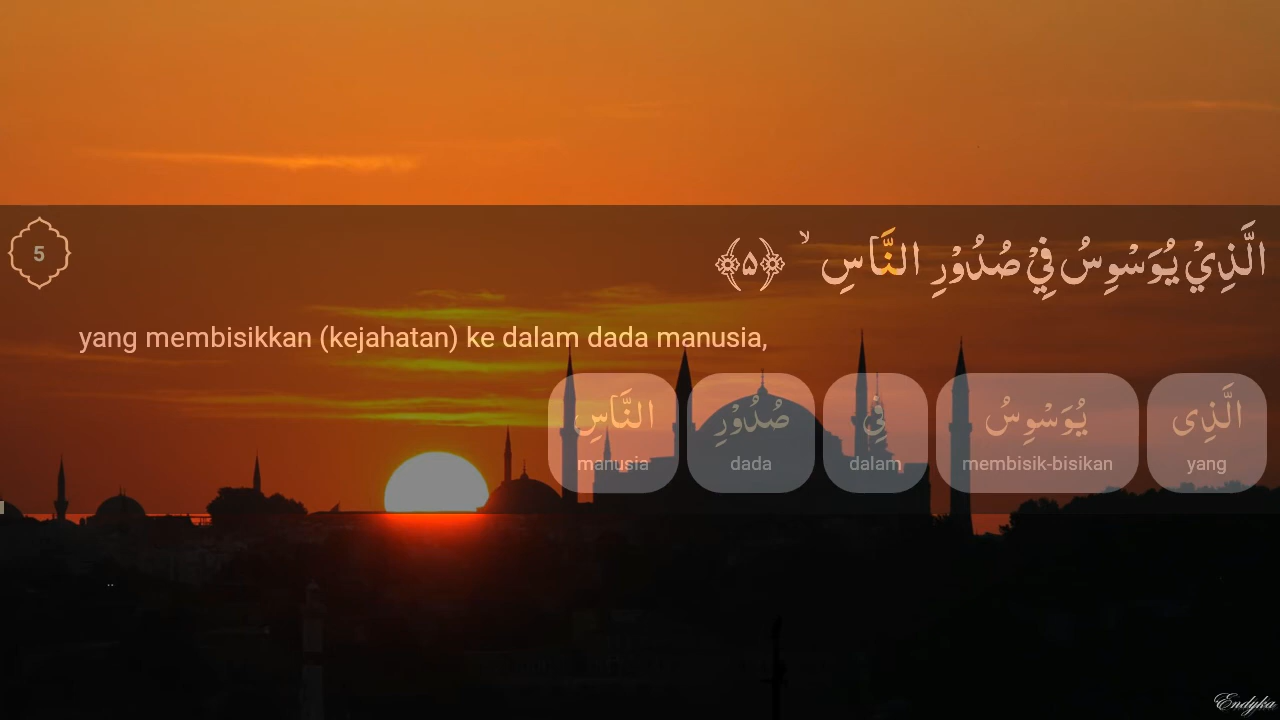 5
الَّذِيْ يُوَسْوِسُ فِيْ صُدُوْرِ النَّاسِ ۙ ﴿٥﴾
yang membisikkan (kejahatan) ke dalam dada manusia,
الَّذِى يُوَسْوِسُ فِى صُدُوْرِ النَّاسِ
yang membisik-bisikan dalam dada manusia
Endyka